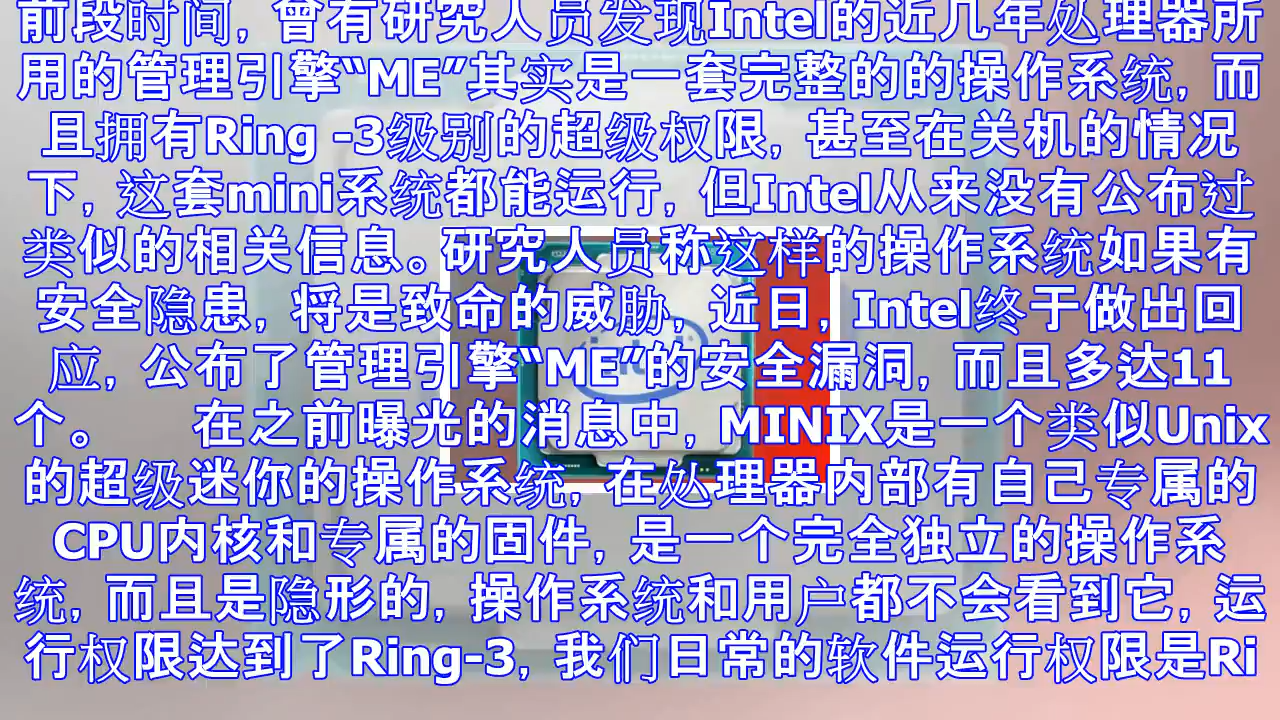 前段时间, 曾有研究人员发现Intel的近几年处理器所
用的管理引擎“ME”其实是一套完整的的操作系统, 而
且拥有Ring -3级别的超级权限, 甚至在关机的情况
下, 这套mini系统都能运行, 但Intel从来没有公布过
类似的相关信息。研究人员称这样的操作系统如果有
安全隐患, 将是致命的威胁, 近日, Intel终于做出回
应, 公布了管理引擎“ME”的安全漏洞, 而且多达11
个。 在之前曝光的消息中, MINIX是一个类似Unix
的超级迷你的操作系统, 在处理器内部有自己专属的
CPU内核和专属的固件, 是一个完全独立的操作系
统, 而且是隐形的, 操作系统和用户都不会看到它, 运
行权限达到了Ring-3, 我们日常的软件运行权限是Ri
intel